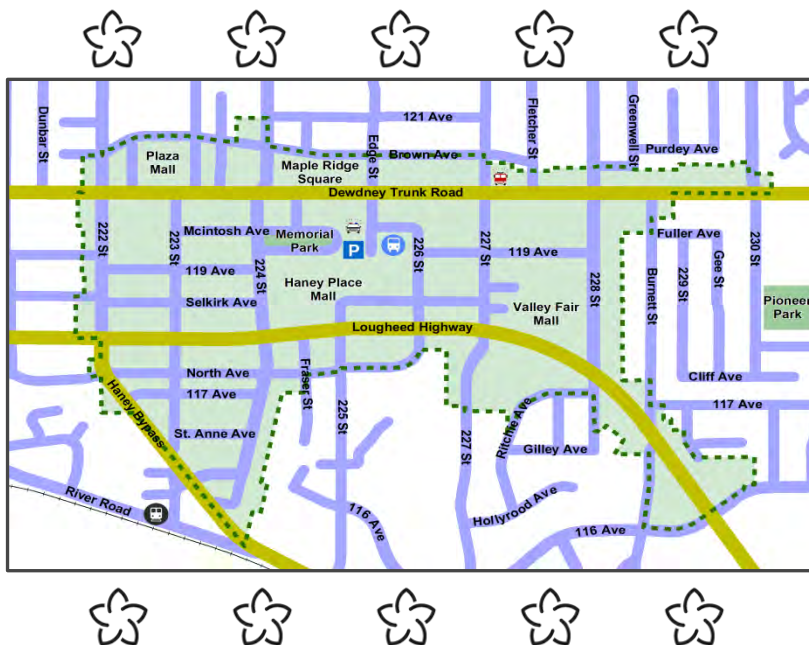 Dunbar St
121 Ave
Edge St
Fletcher St
Greenwell St
Purdey Ave
Plaza
Mall
Maple Ridge
Square
Brown Ave
Dewdney Trunk Road
222 St
223 St
Mcintosh Ave
224 St
Memorial
Park
P
226 St
227 St
119 Ave
228 St
Fuller Ave
Burnett St
229 St
Gee St
230 St
119 Ave
Selkirk Ave
Haney Place
Mall
Valley Fair
Mall
Pioneer
Park
Lougheed Highway
North Ave
117 Ave
Fraser St
225 St
Cliff Ave
117 Ave
Haney Bypass
St. Anne Ave
227 St
Ritchie Ave
Gilley Ave
River Road
116 Ave
Hollyrood Ave
116 Ave